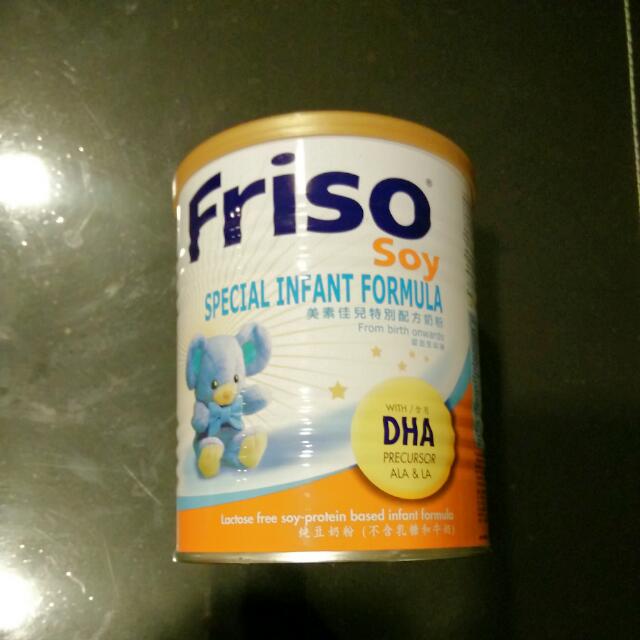 Friso®
Soy
SPECIAL INFANT FORMULA
美素佳兒特別配方奶粉
From birth onwards
WITH / 含有
DHA
PRECURSOR
ALA & LA
Lactose free soy-protein based infant formula
純豆奶粉 (不含乳糖和牛奶)